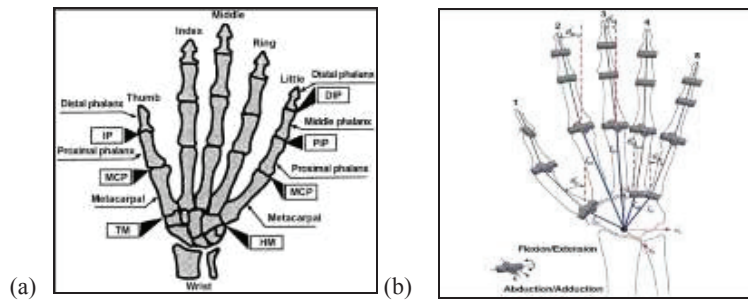 Middle
Index
Ring
Little
Thumb
Distal phalanx
DIP
Middle phalanx
PIP
Proximal phalanx
MCP
Metacarpal
HM
Distal phalanx
IP
Proximal phalanx
MCP
Metacarpal
TM
Wrist
(a)
1
2
3
4
5
Flexion/Extension
Abduction/Adduction
(b)